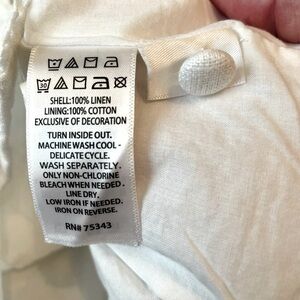 SHELL:100% LINEN
LINING:100% COTTON
EXCLUSIVE OF DECORATION
TURN INSIDE OUT.
MACHINE WASH COOL -
DELICATE CYCLE.
WASH SEPARATELY.
ONLY NON-CHLORINE
BLEACH WHEN NEEDED.
LINE DRY.
LOW IRON IF NEEDED.
IRON ON REVERSE.
RN# 75343